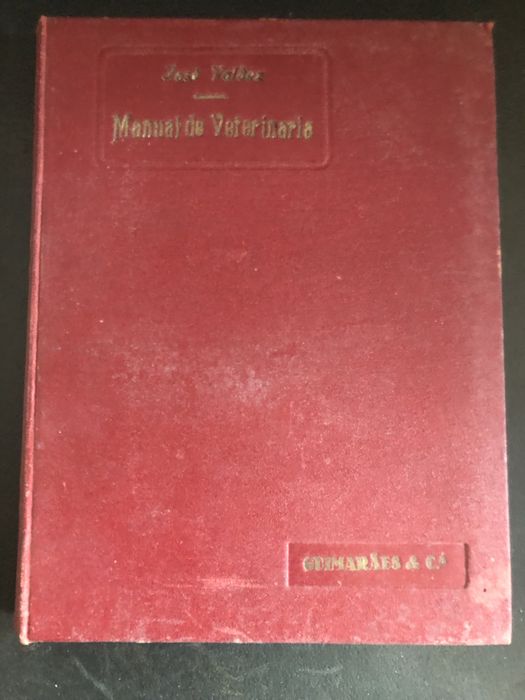 José Valdez
Manual de Veterinaria
GUIMARÃES & C.ª